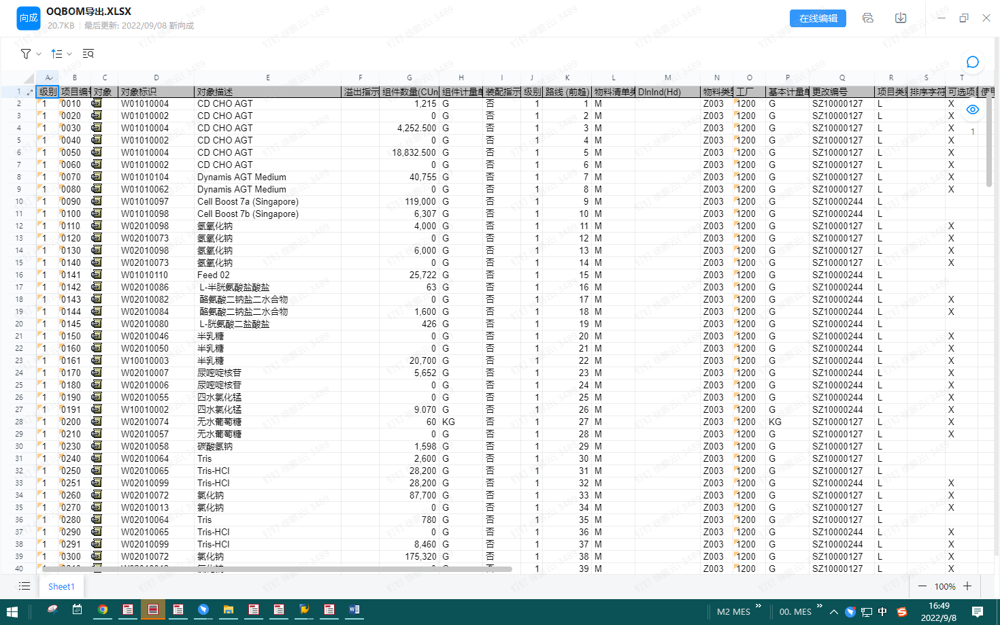 向成
OQBOM导出.XLSX
20.7KB 最后更新: 2022/09/08 靳向成
在线编辑
A B C D E F G H I J K L M N O P Q R S T
1 级别 项目编 对象 对象标识 对象描述 溢出指示 组件数量(CUn 组件计量单 装配指示 级别 路线 (前趋) 物料清单类 DInInd(Hd) 物料类型 工厂 基本计量单 更改编号 项目类别 排序字符 可选项目 使用
2 1 0010 W01010004 CD CHO AGT 1,215 G 否 1 1 M Z003 1200 G SZ10000127 L X
3 1 0020 W01010002 CD CHO AGT 0 G 否 1 2 M Z003 1200 G SZ10000127 L X
4 1 0030 W01010004 CD CHO AGT 4,252.500 G 否 1 3 M Z003 1200 G SZ10000127 L X 1
5 1 0040 W01010002 CD CHO AGT 0 G 否 1 4 M Z003 1200 G SZ10000127 L X
6 1 0050 W01010004 CD CHO AGT 18,832.500 G 否 1 5 M Z003 1200 G SZ10000127 L X
7 1 0060 W01010002 CD CHO AGT 0 G 否 1 6 M Z003 1200 G SZ10000127 L X
8 1 0070 W01010104 Dynamis AGT Medium 40,755 G 否 1 7 M Z003 1200 G SZ10000127 L X
9 1 0080 W01010062 Dynamis AGT Medium 0 G 否 1 8 M Z003 1200 G SZ10000127 L X
10 1 0090 W01010097 Cell Boost 7a (Singapore) 119,000 G 否 1 9 M Z003 1200 G SZ10000244 L
11 1 0100 W01010098 Cell Boost 7b (Singapore) 6,307 G 否 1 10 M Z003 1200 G SZ10000244 L
12 1 0110 W02010098 氢氧化钠 4,000 G 否 1 11 M Z003 1200 G SZ10000127 L X
13 1 0120 W02010073 氢氧化钠 0 G 否 1 12 M Z003 1200 G SZ10000127 L X
14 1 0130 W02010098 氢氧化钠 6,000 G 否 1 13 M Z003 1200 G SZ10000127 L X
15 1 0140 W02010073 氢氧化钠 0 G 否 1 14 M Z003 1200 G SZ10000127 L X
16 1 0141 W01010110 Feed 02 25,722 G 否 1 15 M Z003 1200 G SZ10000244 L
17 1 0142 W02010086 L-半胱氨酸盐酸盐 63 G 否 1 16 M Z003 1200 G SZ10000244 L
18 1 0143 W02010082 酪氨酸二钠盐二水合物 0 G 否 1 17 M Z003 1200 G SZ10000244 L X
19 1 0144 W02010084 酪氨酸二钠盐二水合物 1,600 G 否 1 18 M Z003 1200 G SZ10000244 L X
20 1 0145 W02010080 L-胱氨酸二盐酸盐 426 G 否 1 19 M Z003 1200 G SZ10000244 L
21 1 0150 W02010046 半乳糖 0 G 否 1 20 M Z003 1200 G SZ10000244 L X
22 1 0160 W02010050 半乳糖 0 G 否 1 21 M Z003 1200 G SZ10000244 L X
23 1 0161 W10010003 半乳糖 20,700 G 否 1 22 M Z003 1200 G SZ10000244 L X
24 1 0170 W02010007 尿嘧啶核苷 5,652 G 否 1 23 M Z003 1200 G SZ10000127 L X
25 1 0180 W02010006 尿嘧啶核苷 0 G 否 1 24 M Z003 1200 G SZ10000127 L X
26 1 0190 W02010055 四水氯化锰 0 G 否 1 25 M Z003 1200 G SZ10000244 L X
27 1 0191 W10010002 四水氯化锰 9.070 G 否 1 26 M Z003 1200 G SZ10000244 L X
28 1 0200 W02010074 无水葡萄糖 60 KG 否 1 27 M Z003 1200 KG SZ10000127 L X
29 1 0210 W02010057 无水葡萄糖 0 G 否 1 28 M Z003 1200 G SZ10000127 L X
30 1 0230 W02010058 碳酸氢钠 1,598 G 否 1 29 M Z003 1200 G SZ10000127 L
31 1 0240 W02010064 Tris 2,600 G 否 1 30 M Z003 1200 G SZ10000127 L
32 1 0250 W02010065 Tris-HCl 28,200 G 否 1 31 M Z003 1200 G SZ10000244 L
33 1 0251 W02010099 Tris-HCl 28,200 G 否 1 32 M Z003 1200 G SZ10000244 L X
34 1 0260 W02010072 氯化钠 87,700 G 否 1 33 M Z003 1200 G SZ10000127 L X
35 1 0270 W02010013 氯化钠 0 G 否 1 34 M Z003 1200 G SZ10000127 L X
36 1 0280 W02010064 Tris 780 G 否 1 35 M Z003 1200 G SZ10000127 L
37 1 0290 W02010065 Tris-HCl 0 G 否 1 36 M Z003 1200 G SZ10000244 L X
38 1 0291 W02010099 Tris-HCl 8,460 G 否 1 37 M Z003 1200 G SZ10000244 L X
39 1 0300 W02010072 氯化钠 175,320 G 否 1 38 M Z003 1200 G SZ10000127 L X
40 氯化钠 G 否 1 39 M Z003 1200 G SZ10000127 L X
Sheet1
100%
M2 MES
00. MES
中
16:49
2022/9/8